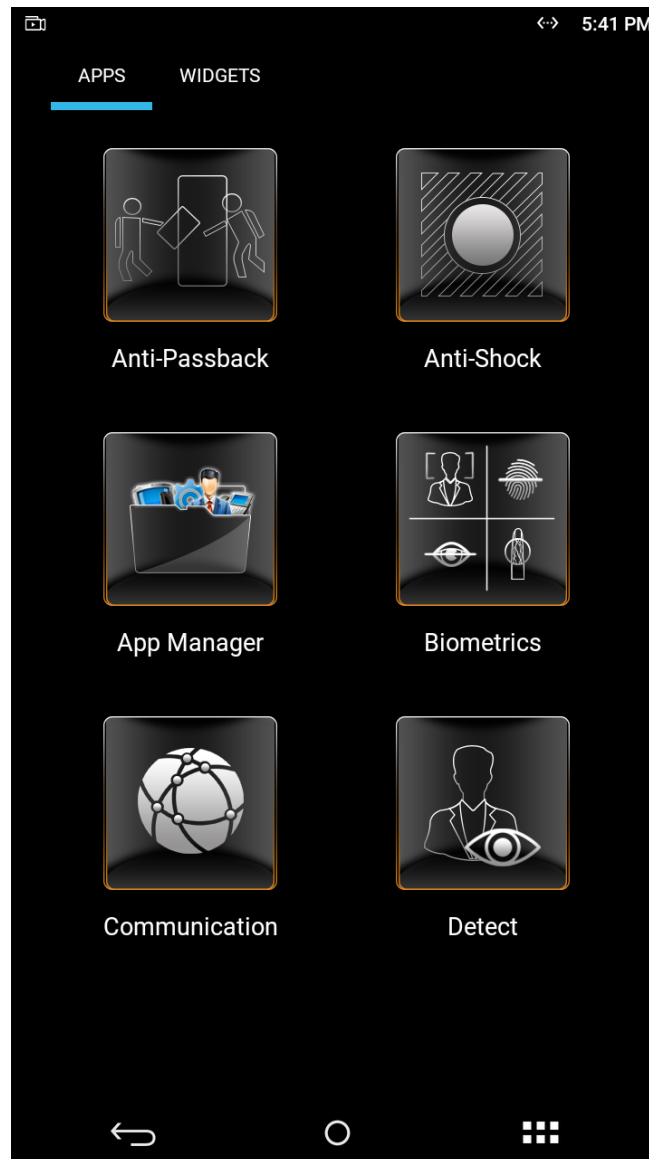 5:41 PM
APPS WIDGETS
Anti-Passback Anti-Shock
App Manager Biometrics
Communication Detect